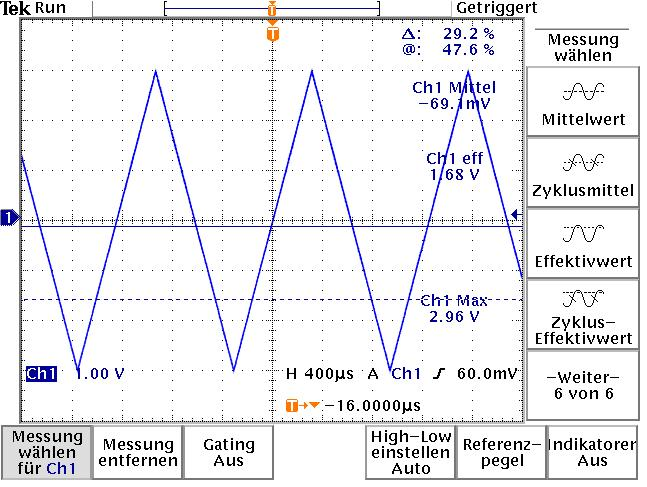 Tek Run
T
Getriggert
T
Δ: 29.2 %
@: 47.6 %
Ch1 Mittel
−69.1mV
Ch1 eff
1.68 V
1
Ch1 Max
2.96 V
Ch1 1.00 V
H 400µs A Ch1 60.0mV
T −16.0000µs
Messung
wählen
Mittelwert
Zyklusmittel
Effektivwert
Zyklus−
Effektivwert
−Weiter−
6 von 6
Messung
wählen
für Ch1
Messung
entfernen
Gating
Aus
High−Low
einstellen
Auto
Referenz−
pegel
Indikatoren
Aus